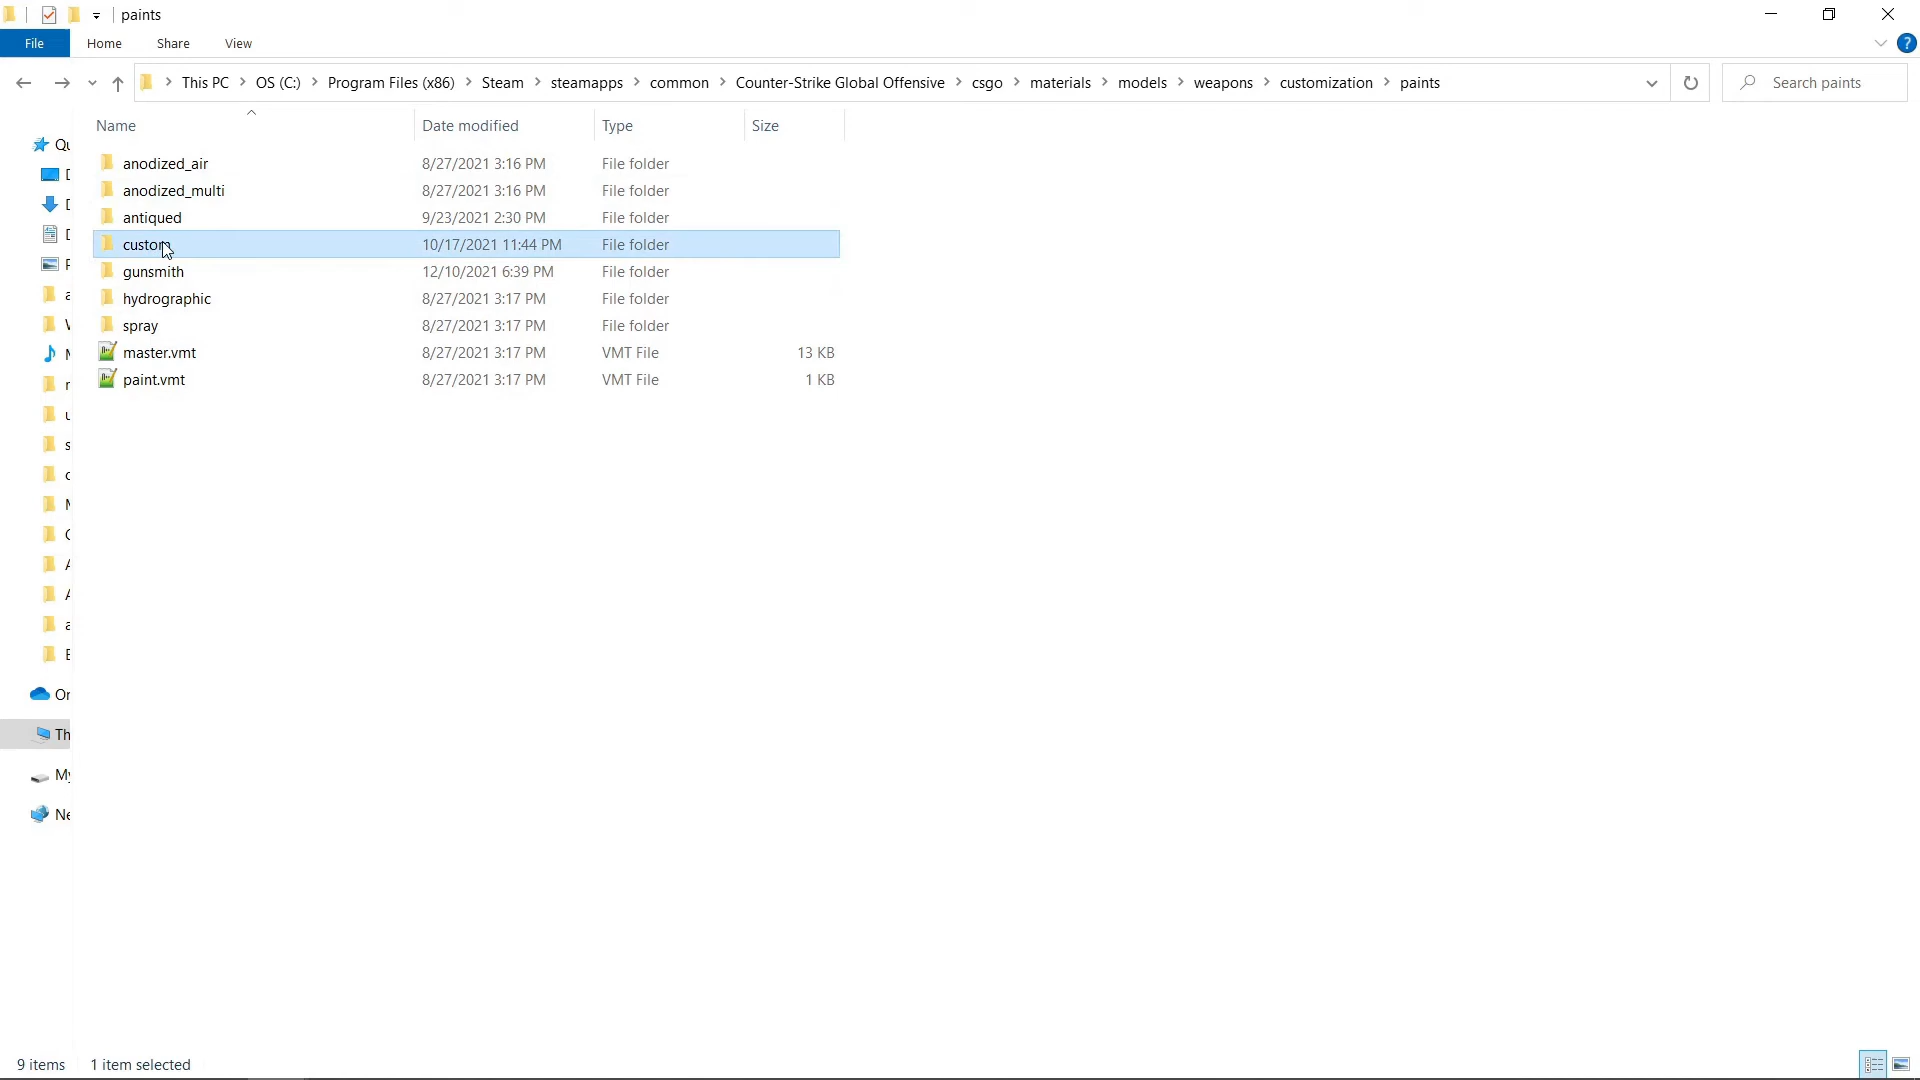 paints
File Home Share View
This PC OS (C:) Program Files (x86) Steam steamapps common Counter-Strike Global Offensive csgo materials models weapons customization paints
Search paints
Name Date modified Type Size
anodized_air 8/27/2021 3:16 PM File folder
anodized_multi 8/27/2021 3:16 PM File folder
antiqued 9/23/2021 2:30 PM File folder
custom 10/17/2021 11:44 PM File folder
gunsmith 12/10/2021 6:39 PM File folder
hydrographic 8/27/2021 3:17 PM File folder
spray 8/27/2021 3:17 PM File folder
master.vmt 8/27/2021 3:17 PM VMT File 13 KB
paint.vmt 8/27/2021 3:17 PM VMT File 1 KB
9 items 1 item selected